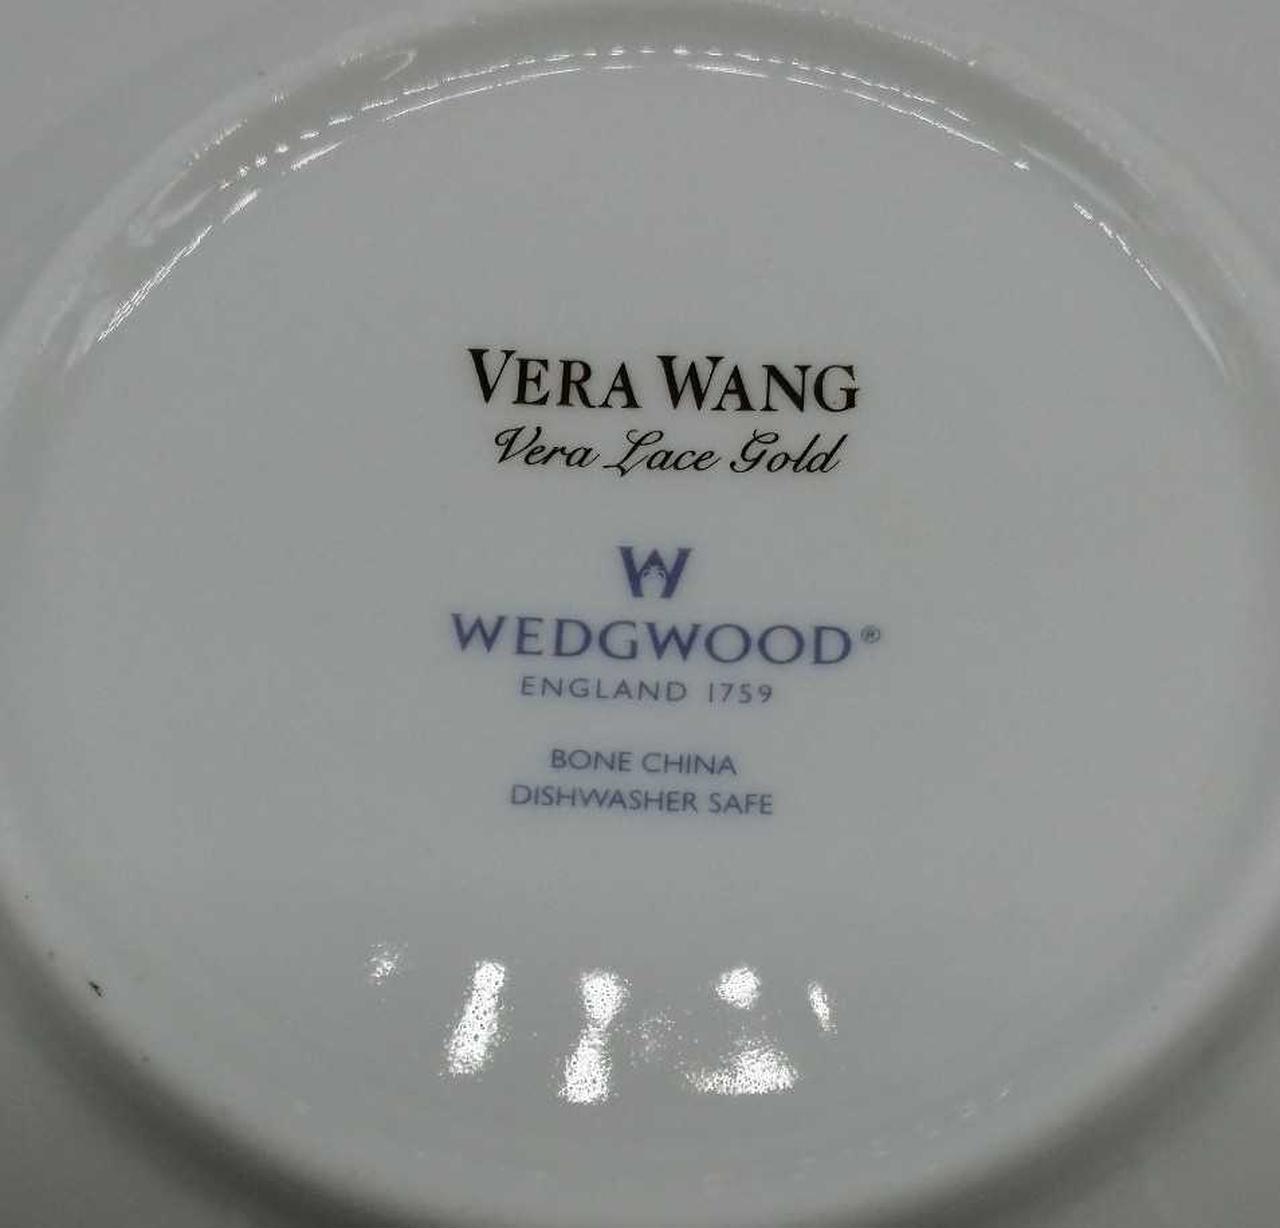 VERA WANG
Vera Lace Gold
W
WEDGWOOD®
ENGLAND 1759
BONE CHINA
DISHWASHER SAFE